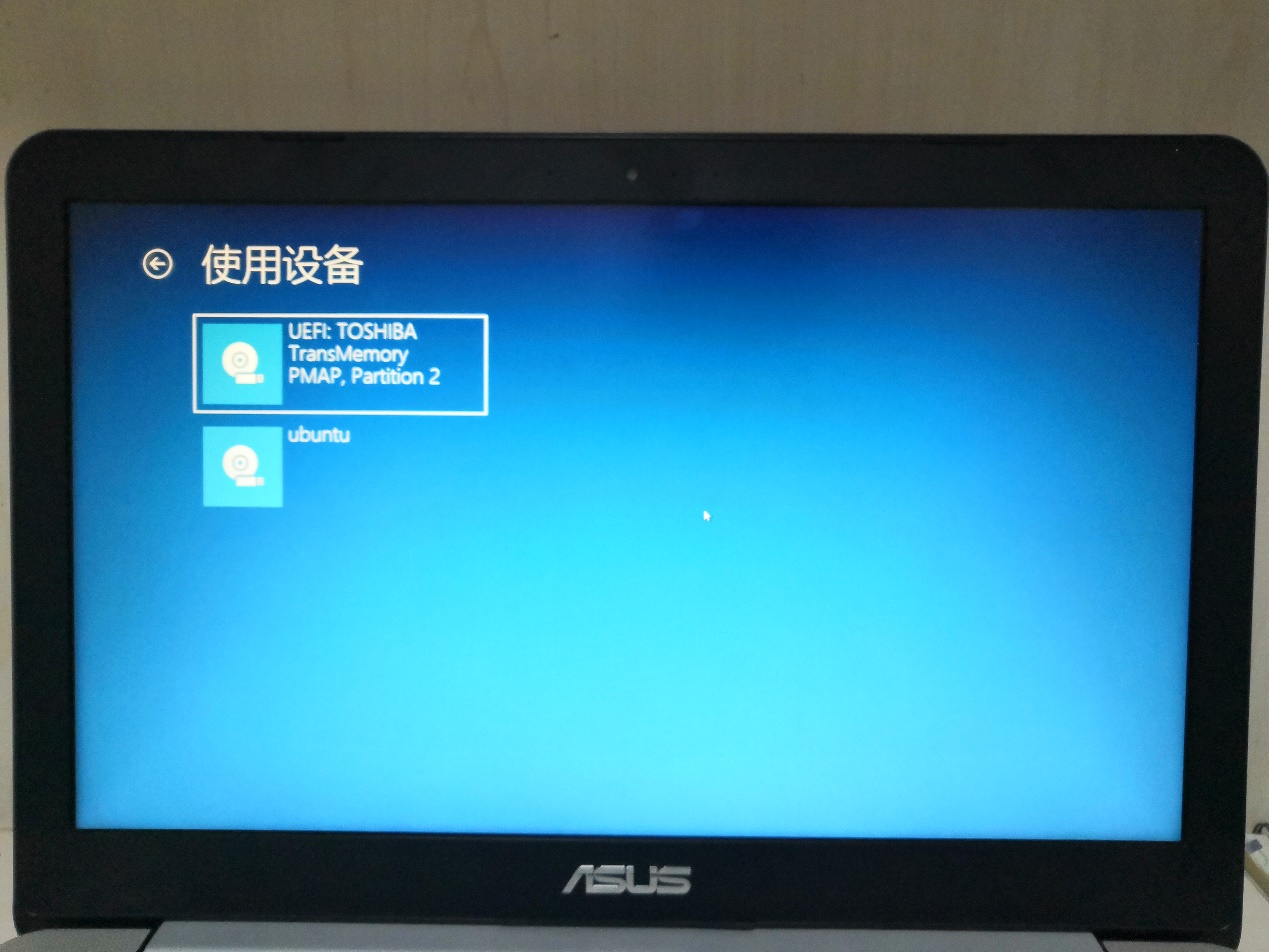 使用设备
UEFI: TOSHIBA
TransMemory
PMAP, Partition 2
ubuntu
ASUS